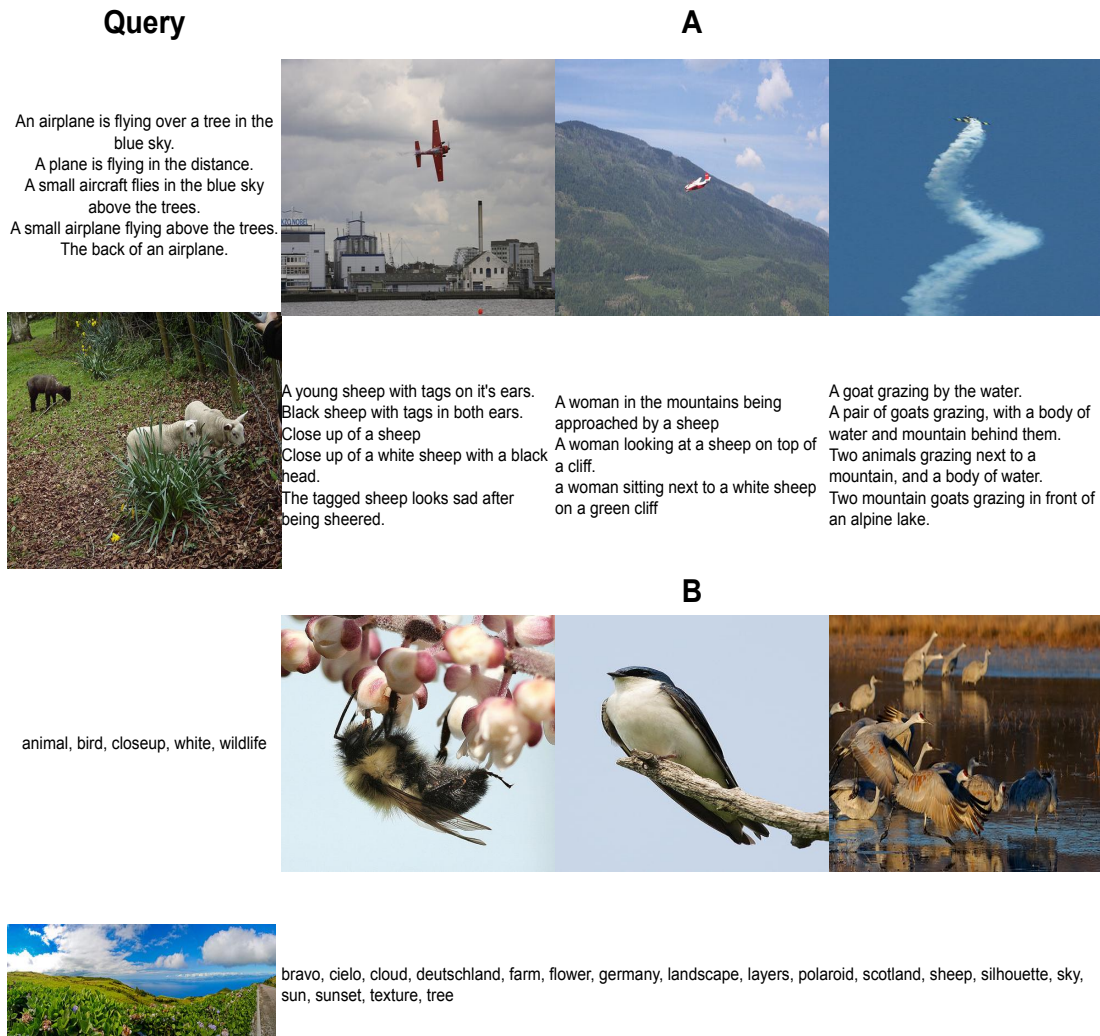 Query
A
An airplane is flying over a tree in the
blue sky.
A plane is flying in the distance.
A small aircraft flies in the blue sky
above the trees.
A small airplane flying above the trees.
The back of an airplane.
KZO NOBEL
A young sheep with tags on it's ears.
Black sheep with tags in both ears.
Close up of a sheep
Close up of a white sheep with a black
head.
The tagged sheep looks sad after
being sheered.
A woman in the mountains being
approached by a sheep
A woman looking at a sheep on top of
a cliff.
a woman sitting next to a white sheep
on a green cliff
A goat grazing by the water.
A pair of goats grazing, with a body of
water and mountain behind them.
Two animals grazing next to a
mountain, and a body of water.
Two mountain goats grazing in front of
an alpine lake.
B
animal, bird, closeup, white, wildlife
bravo, cielo, cloud, deutschland, farm, flower, germany, landscape, layers, polaroid, scotland, sheep, silhouette, sky,
sun, sunset, texture, tree